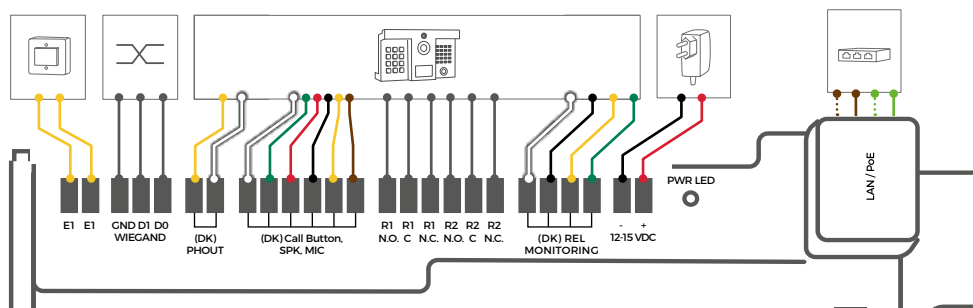 LAN / PoE
PWR LED
E1 E1
GND D1 D0
WIEGAND
(DK)
PHOUT
(DK) Call Button,
SPK, MIC
R1 R1 R1 R2 R2 R2
N.O. C N.C. N.O. C N.C.
(DK) REL
MONITORING
- +
12-15 VDC